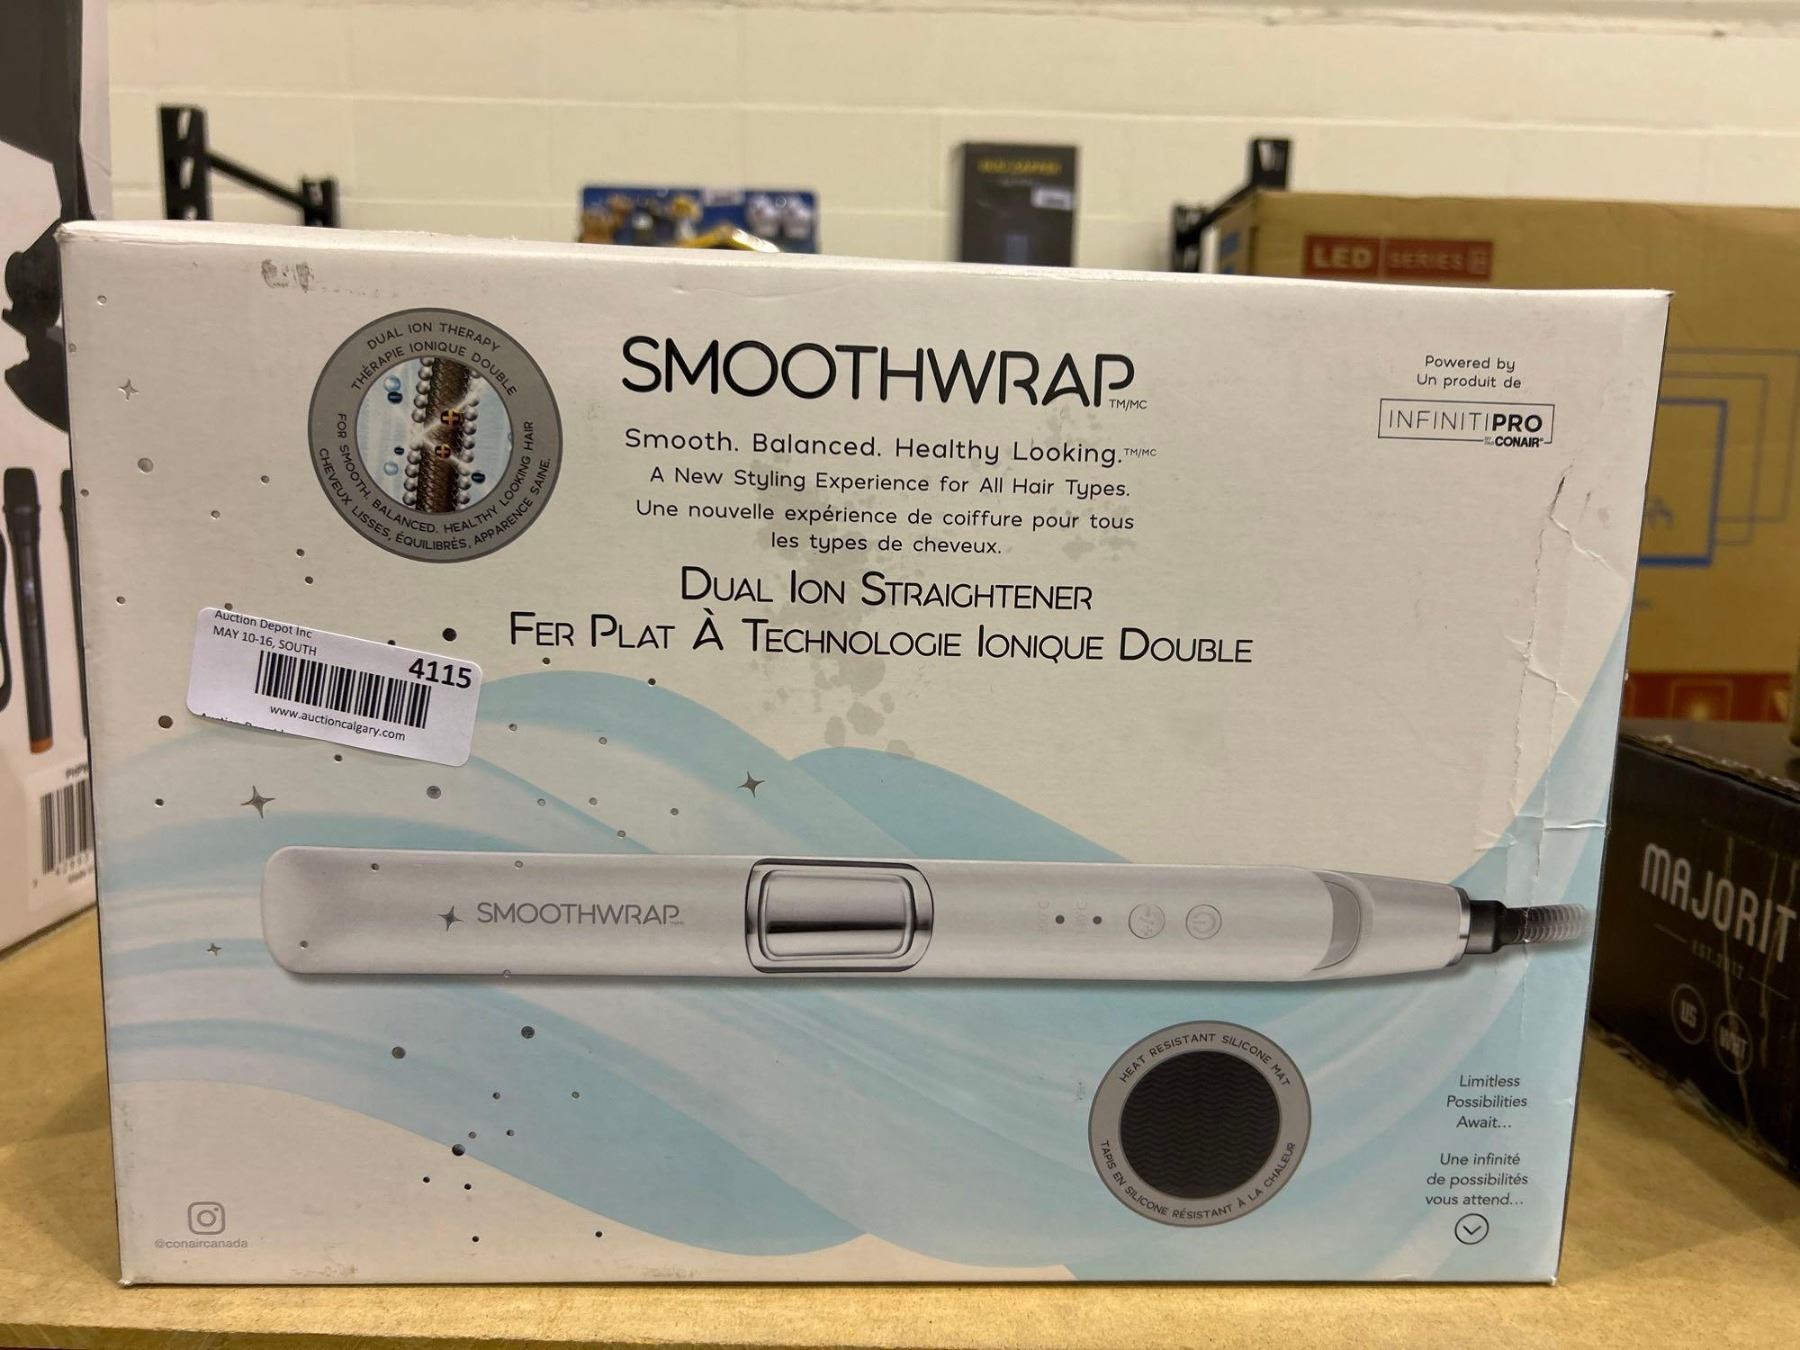 DUAL ION THERAPY
THÉRAPIE IONIQUE DOUBLE
FOR SMOOTH, BALANCED, HEALTHY LOOKING HAIR
CHEVEUX LISSES, ÉQUILIBRÉS, APPARENCE SAINE.
SMOOTHWRAP TM/MC
Smooth. Balanced. Healthy Looking.TM/MC
A New Styling Experience for All Hair Types.
Une nouvelle expérience de coiffure pour tous
les types de cheveux.
DUAL ION STRAIGHTENER
FER PLAT À TECHNOLOGIE IONIQUE DOUBLE
Powered by
Un produit de
INFINITIPRO
CONAIR
Auction Depot Inc
MAY 10-16, SOUTH
4115
www.auctioncalgary.com
SMOOTHWRAP
HEAT RESISTANT SILICONE MAT
TAPIS EN SILICONE RÉSISTANT À LA CHALEUR
Limitless
Possibilities
Await...
Une infinité
de possibilités
vous attend...
@conaircanada
LED SERIES
MAJORIT
EST.2017
US